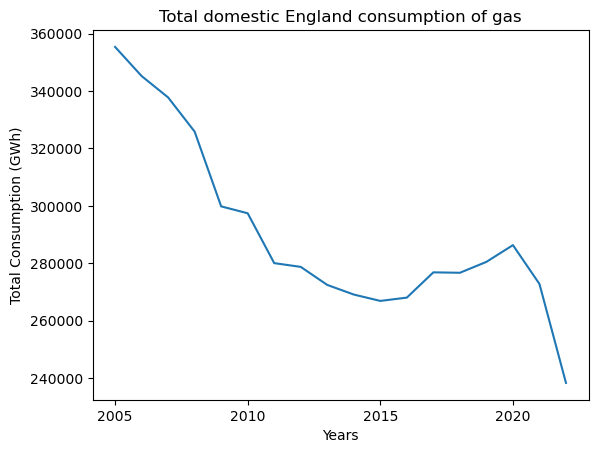 Total domestic England consumption of gas
360000
340000
320000
300000
280000
260000
240000
Total Consumption (GWh)
2005 2010 2015 2020
Years